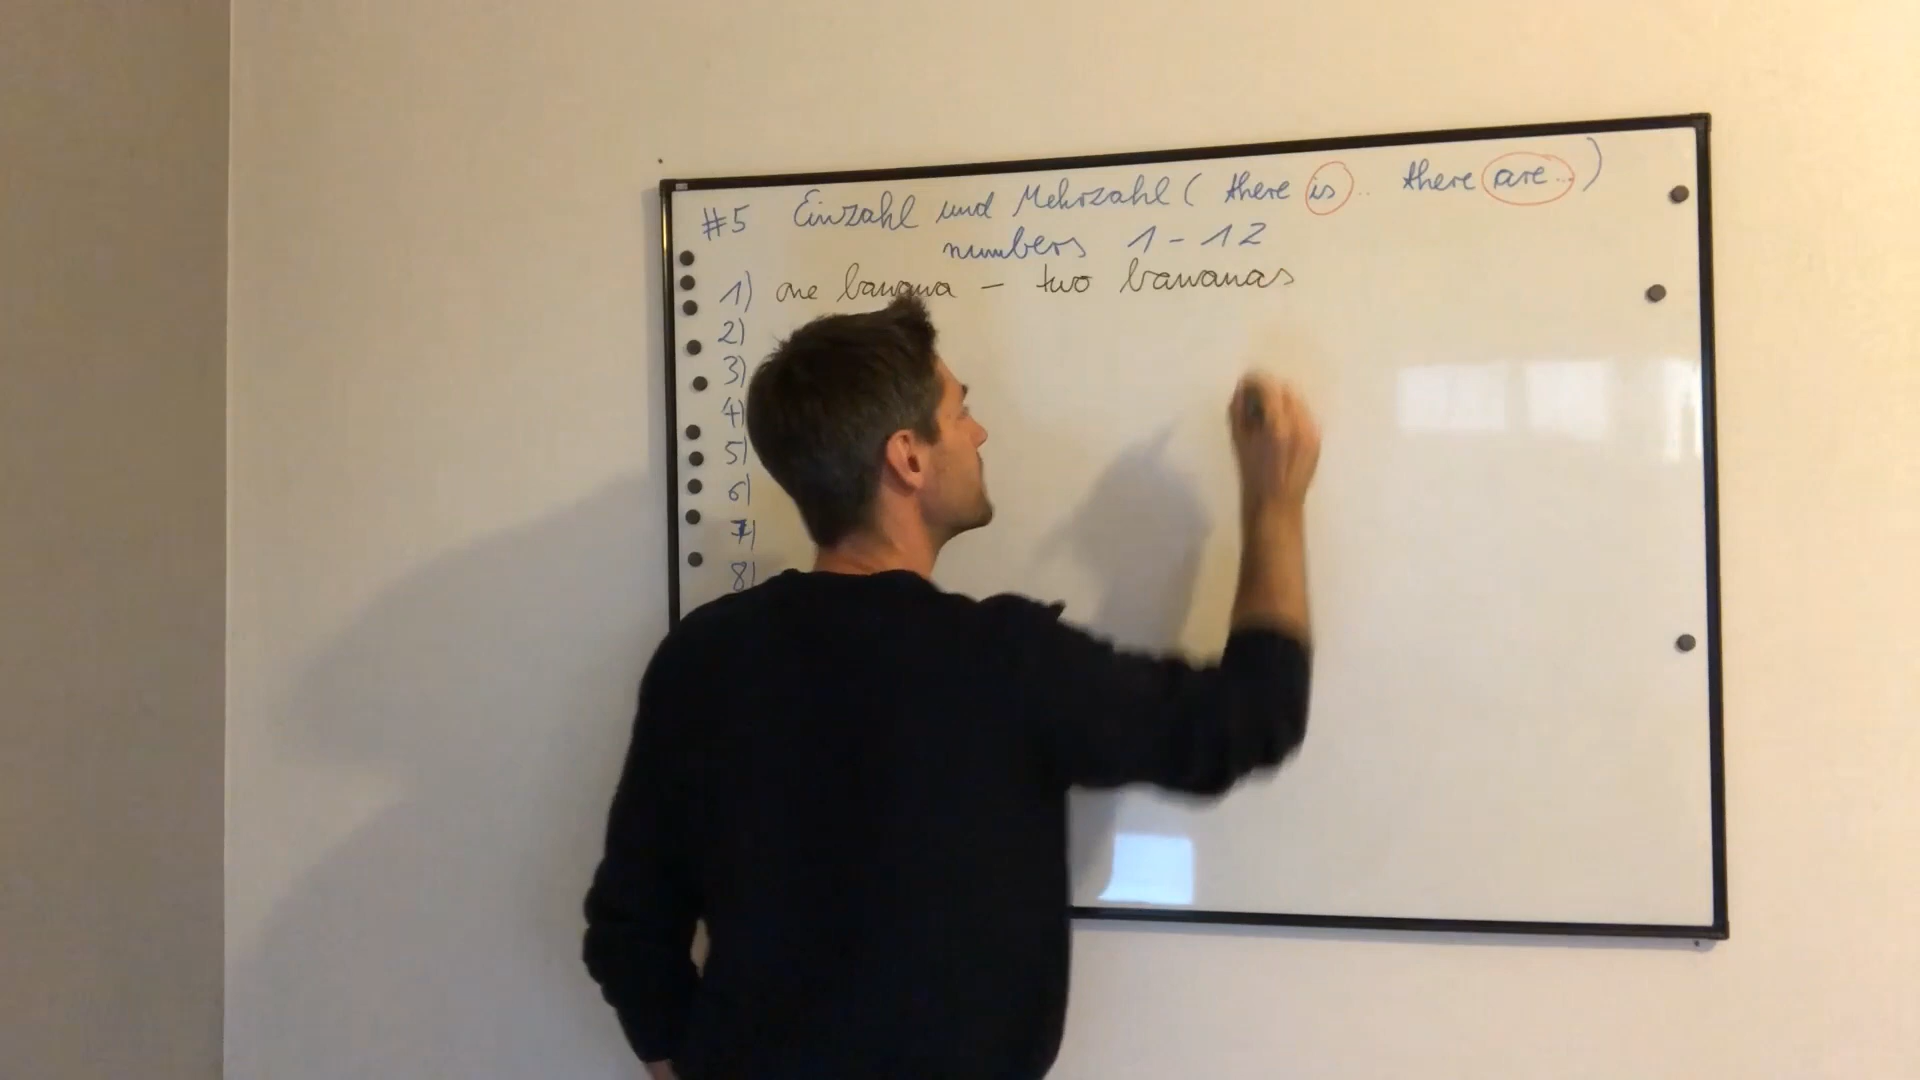 #5 Einzahl und Mehrzahl ( there is .. there are ... )
numbers 1 - 12
1) one banana - two bananas
2)
3)
4)
5)
6)
7)
8)